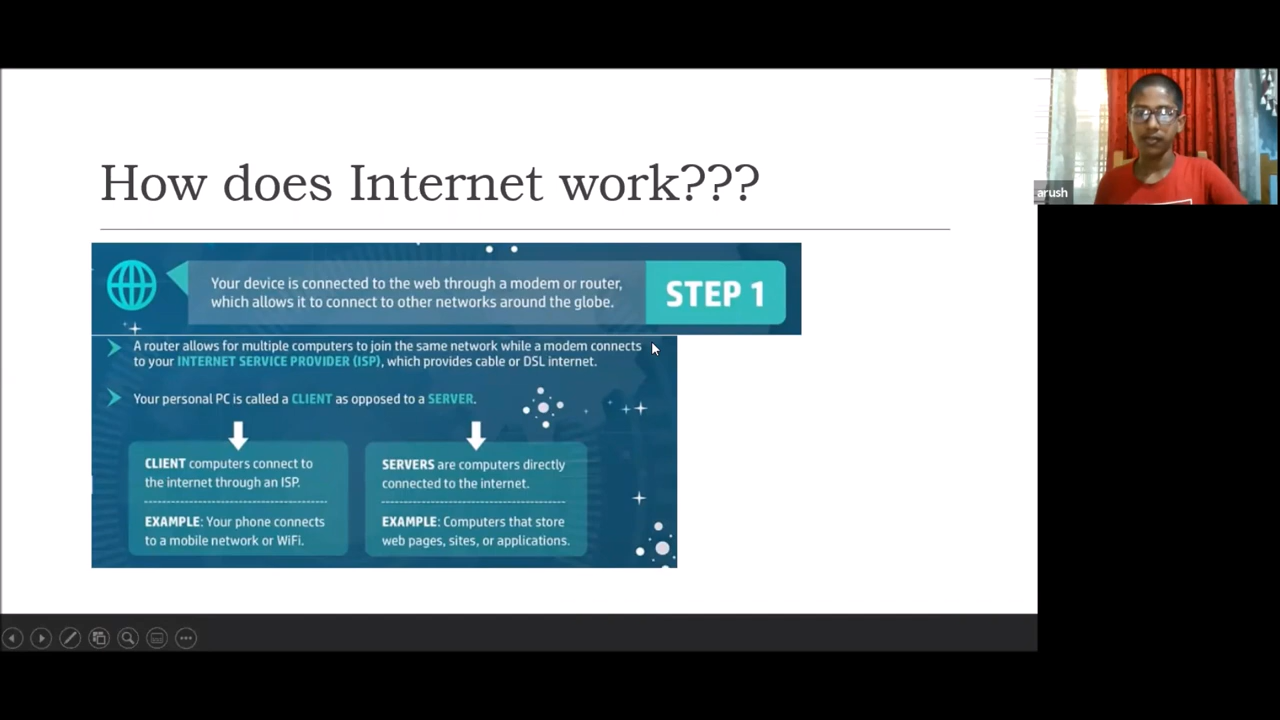 How does Internet work???
Your device is connected to the web through a modem or router,
which allows it to connect to other networks around the globe.
STEP 1
A router allows for multiple computers to join the same network while a modem connects
to your INTERNET SERVICE PROVIDER (ISP), which provides cable or DSL internet.
Your personal PC is called a CLIENT as opposed to a SERVER.
CLIENT computers connect to
the internet through an ISP.
EXAMPLE: Your phone connects
to a mobile network or WiFi.
SERVERS are computers directly
connected to the internet.
EXAMPLE: Computers that store
web pages, sites, or applications.
arush